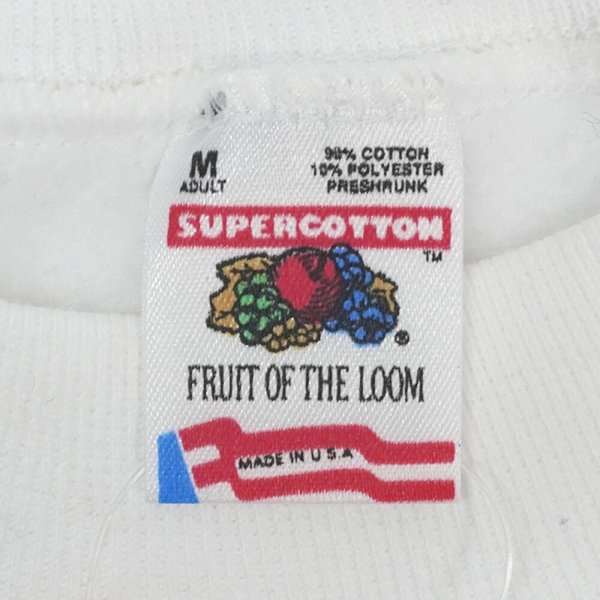 M
ADULT
90% COTTON
10% POLYESTER
PRESHRUNK
SUPERCOTTON
TM
®
FRUIT OF THE LOOM
MADE IN U S A